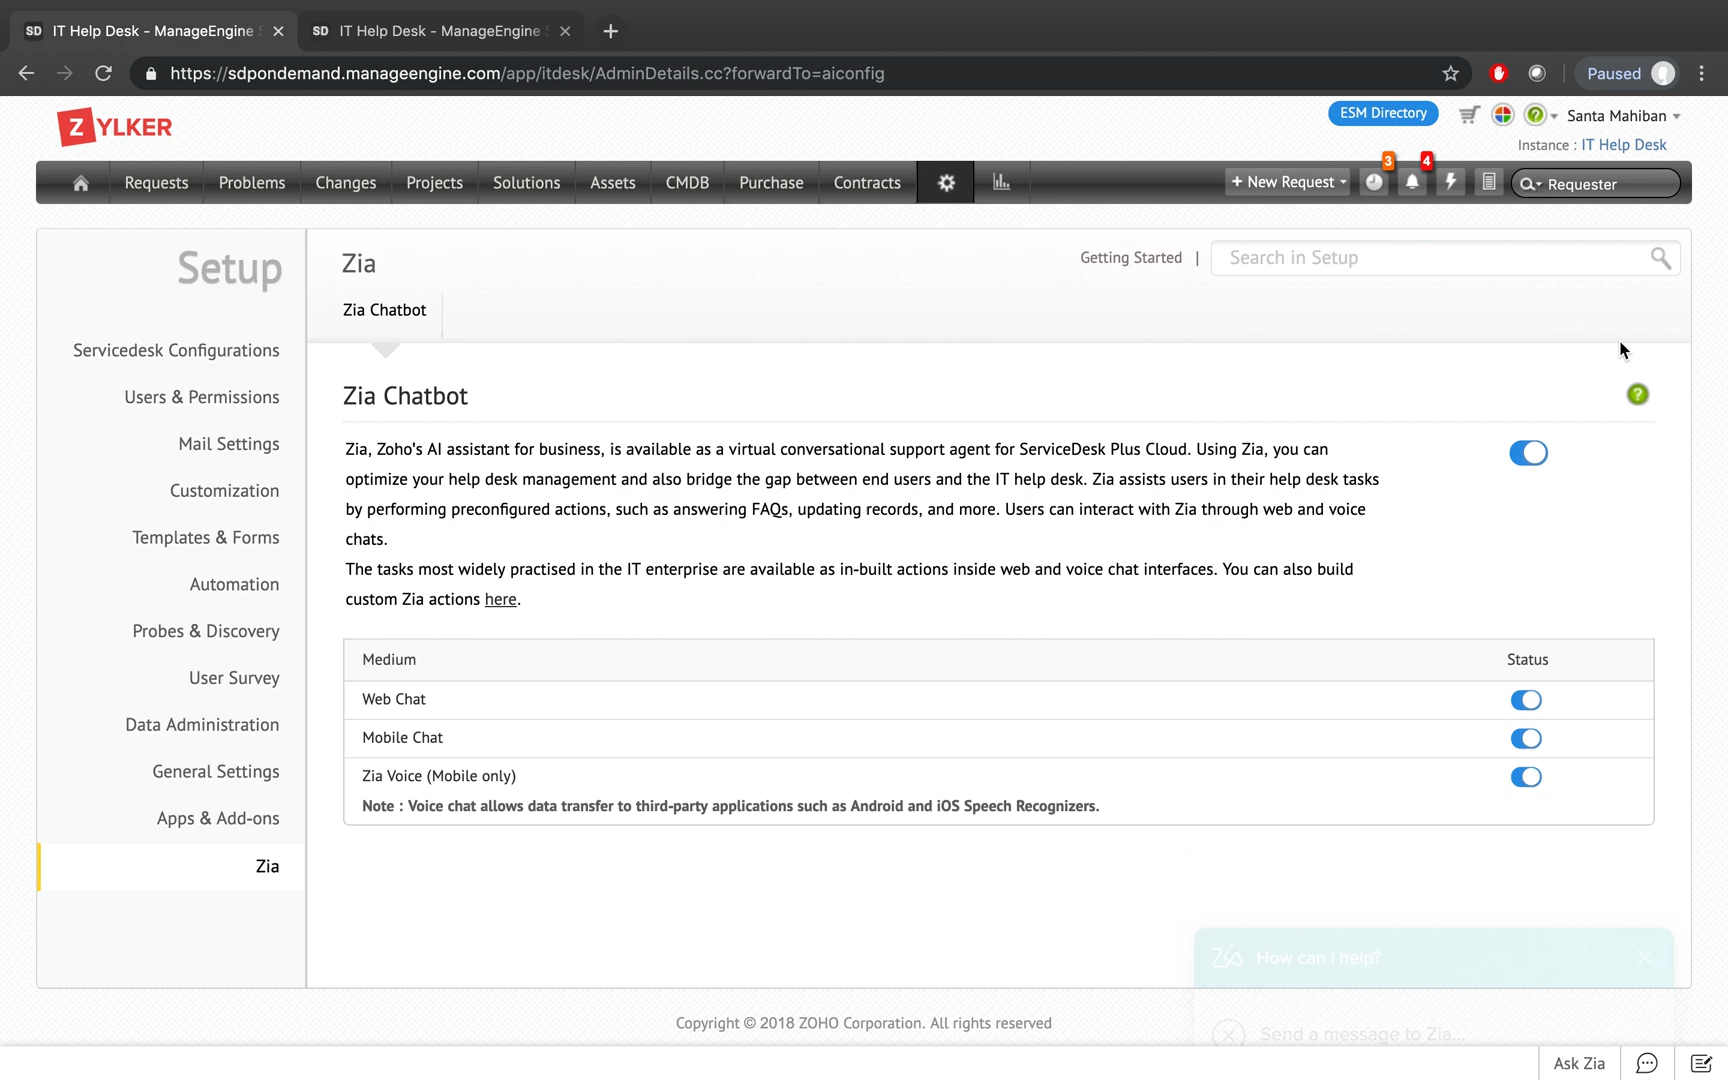 SD IT Help Desk - ManageEngine
SD IT Help Desk - ManageEngine
https://sdpondemand.manageengine.com/app/itdesk/AdminDetails.cc?forwardTo=aiconfig
Paused
ZYLKER
ESM Directory
Santa Mahiban
Instance : IT Help Desk
3
4
Requests
Problems
Changes
Projects
Solutions
Assets
CMDB
Purchase
Contracts
+ New Request
Requester
Setup
Servicedesk Configurations
Users & Permissions
Mail Settings
Customization
Templates & Forms
Automation
Probes & Discovery
User Survey
Data Administration
General Settings
Apps & Add-ons
Zia
Zia
Getting Started |
Search in Setup
Zia Chatbot
Zia Chatbot
?
Zia, Zoho's AI assistant for business, is available as a virtual conversational support agent for ServiceDesk Plus Cloud. Using Zia, you can
optimize your help desk management and also bridge the gap between end users and the IT help desk. Zia assists users in their help desk tasks
by performing preconfigured actions, such as answering FAQs, updating records, and more. Users can interact with Zia through web and voice
chats.
The tasks most widely practised in the IT enterprise are available as in-built actions inside web and voice chat interfaces. You can also build
custom Zia actions here.
Medium Status
Web Chat
Mobile Chat
Zia Voice (Mobile only)
Note : Voice chat allows data transfer to third-party applications such as Android and iOS Speech Recognizers.
Zia How can I help?
Send a message to Zia...
Copyright © 2018 ZOHO Corporation. All rights reserved
Ask Zia